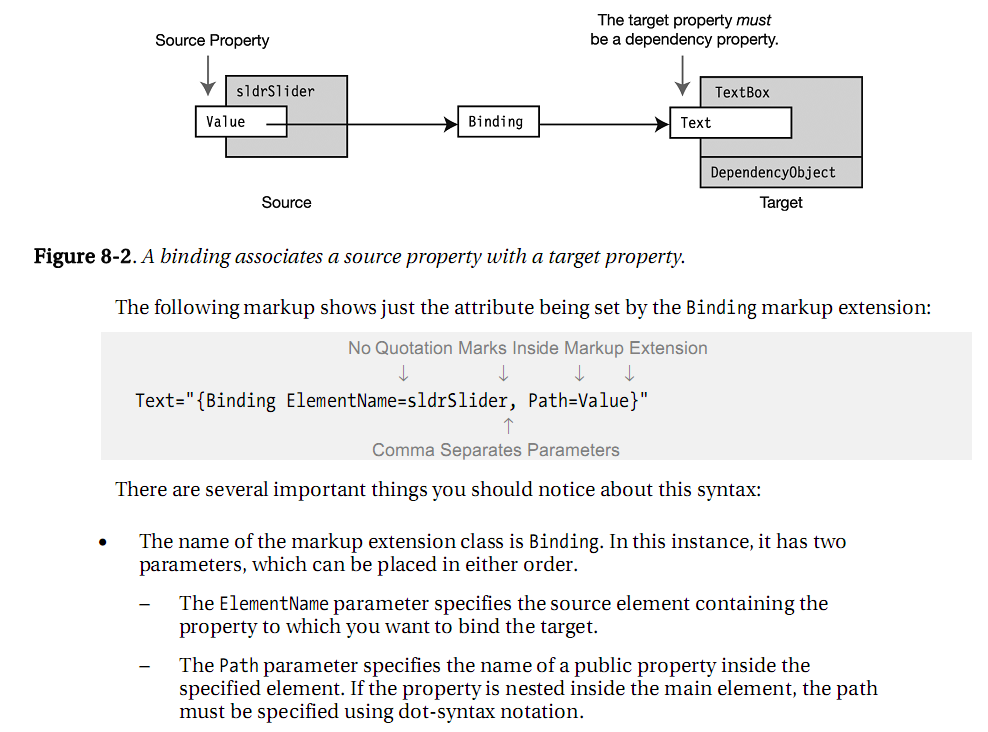 The target property must
be a dependency property.
Source Property
sldrSlider
Value
Binding
TextBox
Text
DependencyObject
Source
Target
Figure 8-2. A binding associates a source property with a target property.
The following markup shows just the attribute being set by the Binding markup extension:
No Quotation Marks Inside Markup Extension
↓ ↓ ↓ ↓
Text="{Binding ElementName=sldrSlider, Path=Value}"
↑
Comma Separates Parameters
There are several important things you should notice about this syntax:
• The name of the markup extension class is Binding. In this instance, it has two
parameters, which can be placed in either order.
– The ElementName parameter specifies the source element containing the
property to which you want to bind the target.
– The Path parameter specifies the name of a public property inside the
specified element. If the property is nested inside the main element, the path
must be specified using dot-syntax notation.